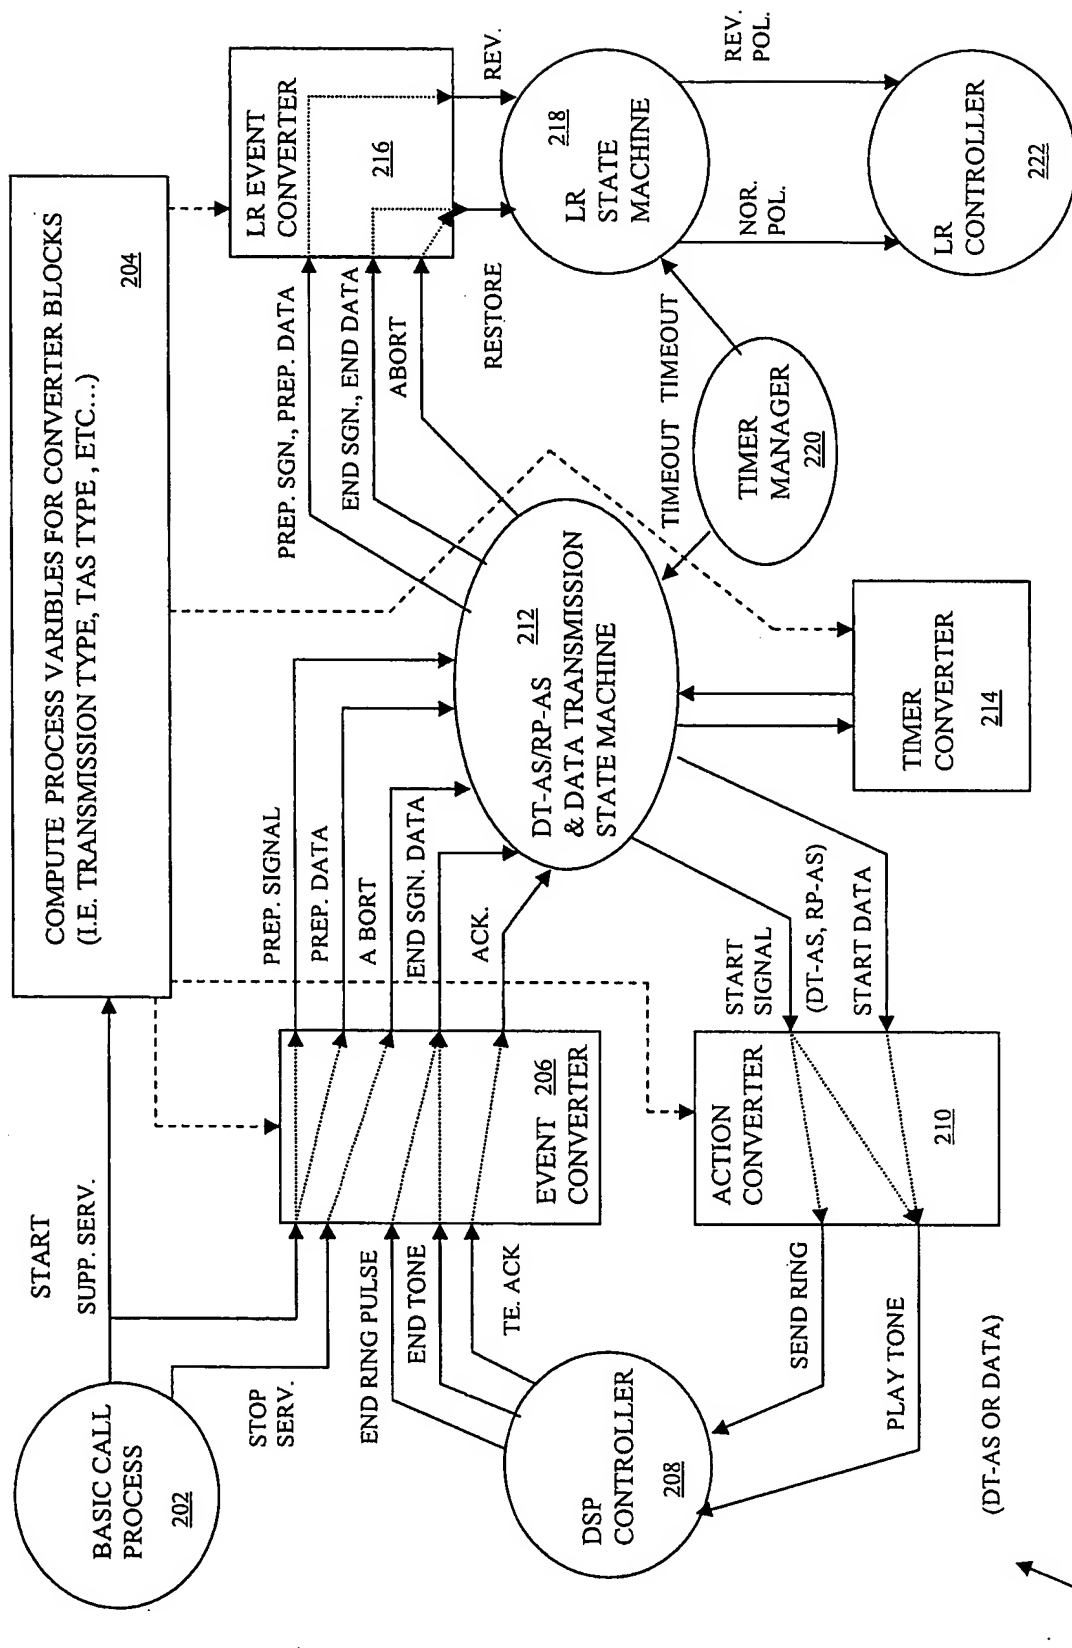 START
SUPP. SERV.
BASIC CALL
PROCESS
202
STOP
SERV.
COMPUTE PROCESS VARIBLES FOR CONVERTER BLOCKS
(I.E. TRANSMISSION TYPE, TAS TYPE , ETC...)
204
END RING PULSE
END TONE
TE. ACK
EVENT 206
CONVERTER
PREP. SIGNAL
PREP. DATA
A BORT
END SGN. DATA
ACK.
DSP
CONTROLLER
208
SEND RING
PLAY TONE
(DT-AS OR DATA)
ACTION
CONVERTER
210
START
SIGNAL
(DT-AS, RP-AS)
START DATA
212
DT-AS/RP-AS
& DATA TRANSMISSION
STATE MACHINE
TIMER
CONVERTER
214
PREP. SGN., PREP. DATA
END SGN., END DATA
ABORT
LR EVENT
CONVERTER
216
RESTORE
REV.
218
LR
STATE
MACHINE
TIMEOUT
TIMEOUT
TIMER
MANAGER
220
NOR.
POL.
REV.
POL.
LR
CONTROLLER
222